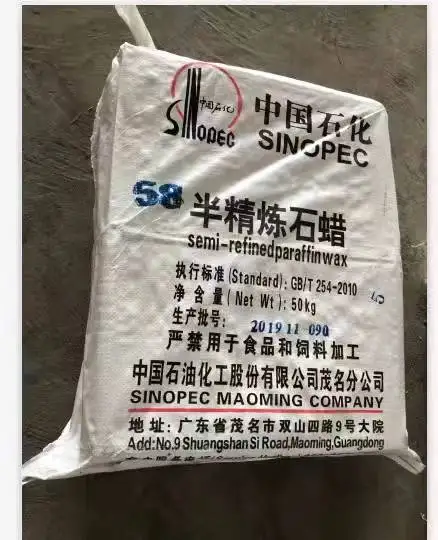 中国石化
SINOPEC
中国石化
SINOPEC
58 半精炼石蜡
semi-refinedparaffinwax
执行标准(Standard): GB/T 254-2010
净含量(Net Wt): 50kg
生产批号: 2019 11 090
严禁用于食品和饲料加工
中国石油化工股份有限公司茂名分公司
SINOPEC MAOMING COMPANY
地址: 广东省茂名市双山四路9号大院
Add: No.9 Shuangshan Si Road, Maoming, Guangdong